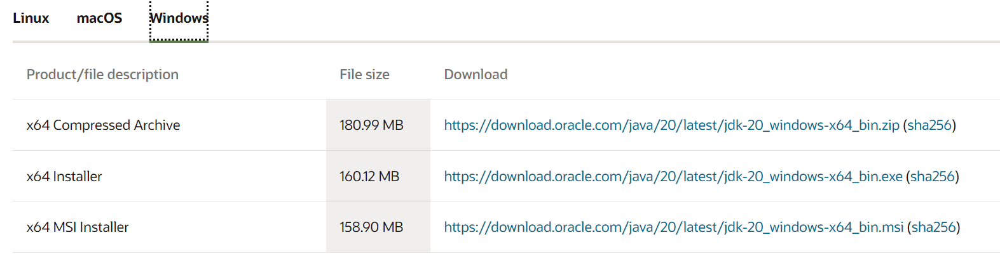 Linux macOS Windows
Product/file description File size Download
x64 Compressed Archive 180.99 MB https://download.oracle.com/java/20/latest/jdk-20_windows-x64_bin.zip (sha256)
x64 Installer 160.12 MB https://download.oracle.com/java/20/latest/jdk-20_windows-x64_bin.exe (sha256)
x64 MSI Installer 158.90 MB https://download.oracle.com/java/20/latest/jdk-20_windows-x64_bin.msi (sha256)